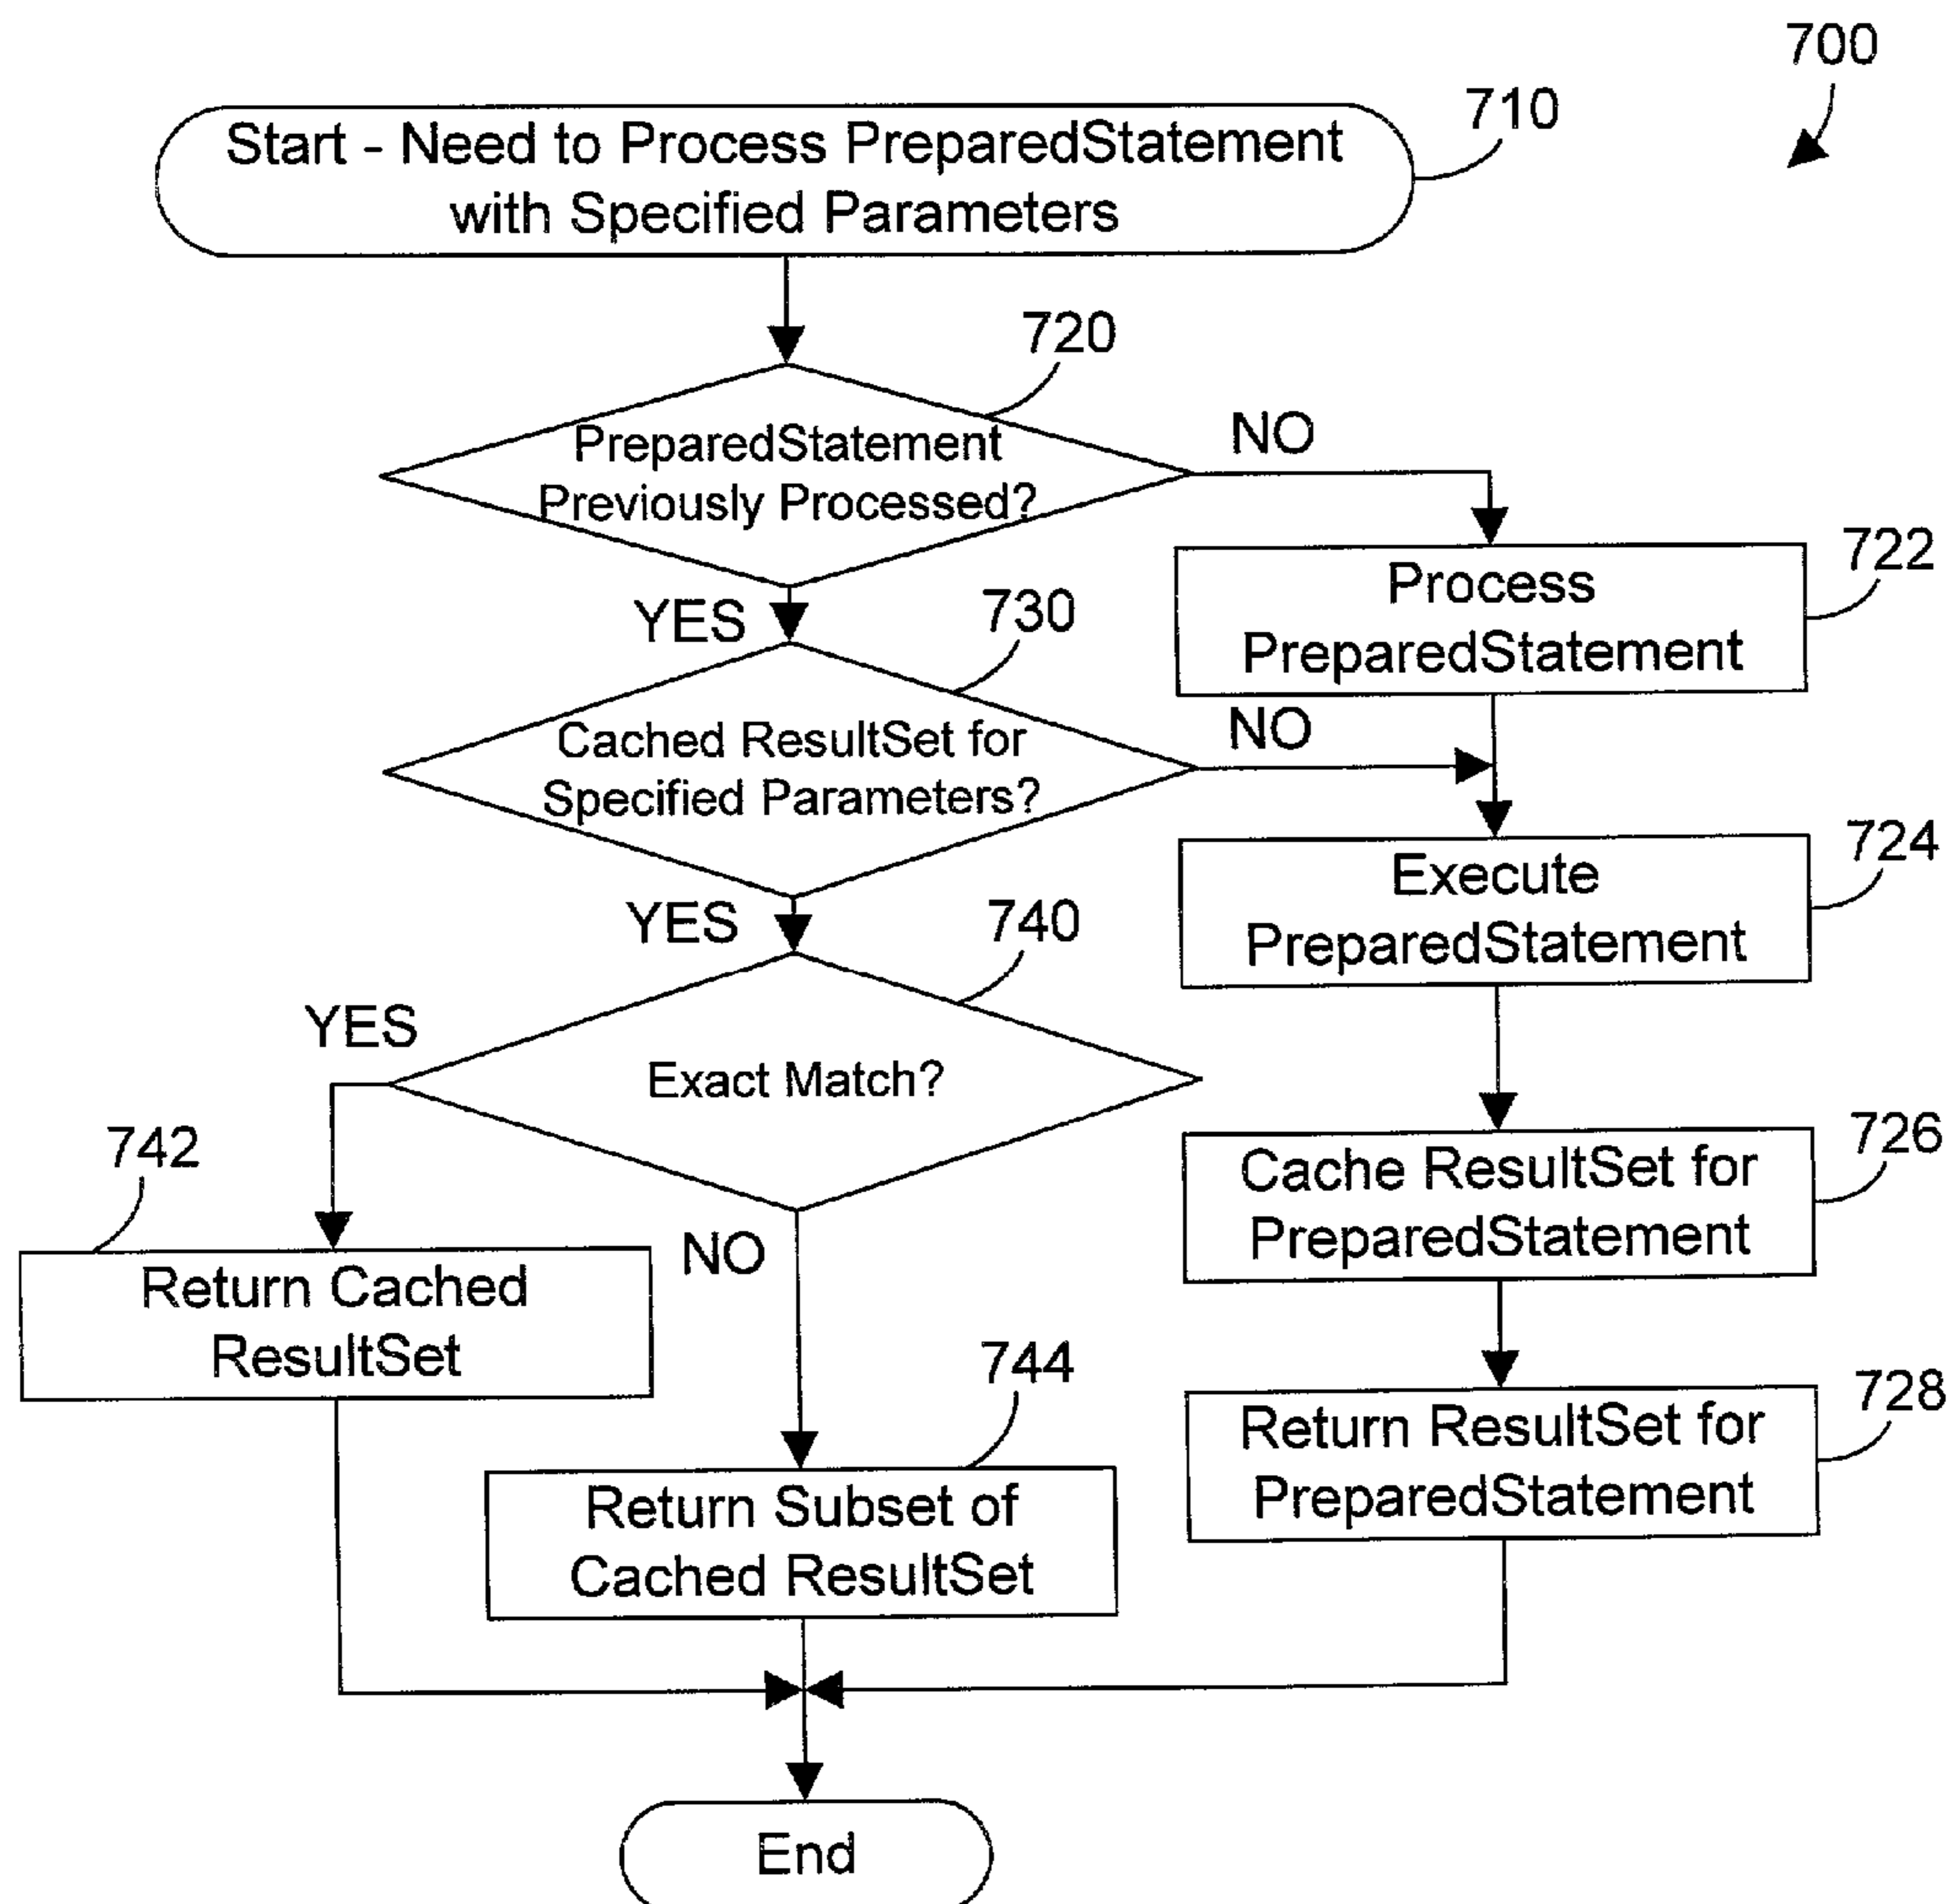 700
710
Start - Need to Process PreparedStatement
with Specified Parameters
720
PreparedStatement
Previously Processed?
NO
722
Process
PreparedStatement
YES
730
Cached ResultSet for
Specified Parameters?
NO
724
Execute
PreparedStatement
YES
740
Exact Match?
YES
742
Return Cached
ResultSet
NO
744
Return Subset of
Cached ResultSet
726
Cache ResultSet for
PreparedStatement
728
Return ResultSet for
PreparedStatement
End